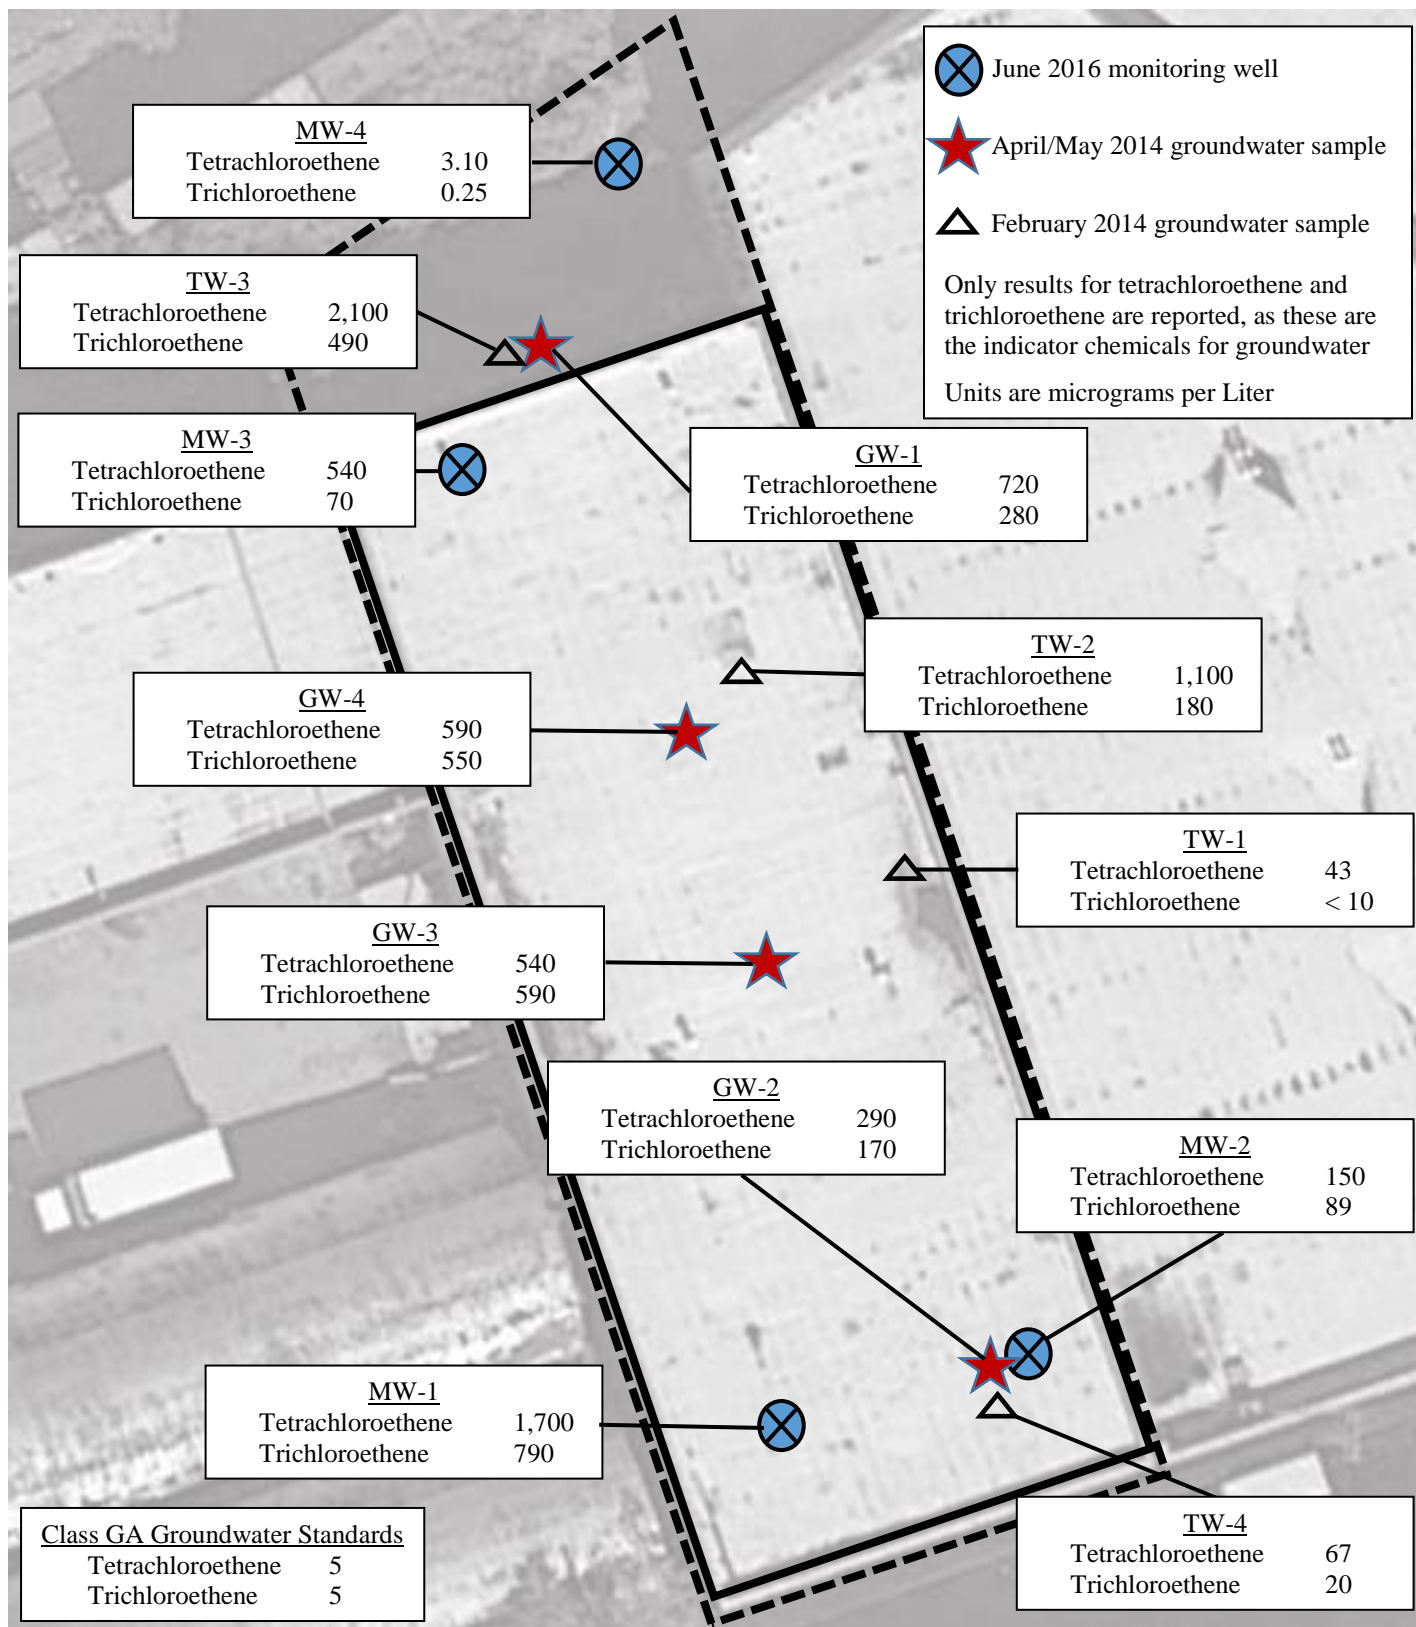 June 2016 monitoring well
April/May 2014 groundwater sample
February 2014 groundwater sample
Only results for tetrachloroethene and
trichloroethene are reported, as these are
the indicator chemicals for groundwater
Units are micrograms per Liter
MW-4
Tetrachloroethene 3.10
Trichloroethene 0.25
TW-3
Tetrachloroethene 2,100
Trichloroethene 490
MW-3
Tetrachloroethene 540
Trichloroethene 70
GW-1
Tetrachloroethene 720
Trichloroethene 280
TW-2
Tetrachloroethene 1,100
Trichloroethene 180
GW-4
Tetrachloroethene 590
Trichloroethene 550
TW-1
Tetrachloroethene 43
Trichloroethene < 10
GW-3
Tetrachloroethene 540
Trichloroethene 590
GW-2
Tetrachloroethene 290
Trichloroethene 170
MW-2
Tetrachloroethene 150
Trichloroethene 89
MW-1
Tetrachloroethene 1,700
Trichloroethene 790
TW-4
Tetrachloroethene 67
Trichloroethene 20
Class GA Groundwater Standards
Tetrachloroethene 5
Trichloroethene 5